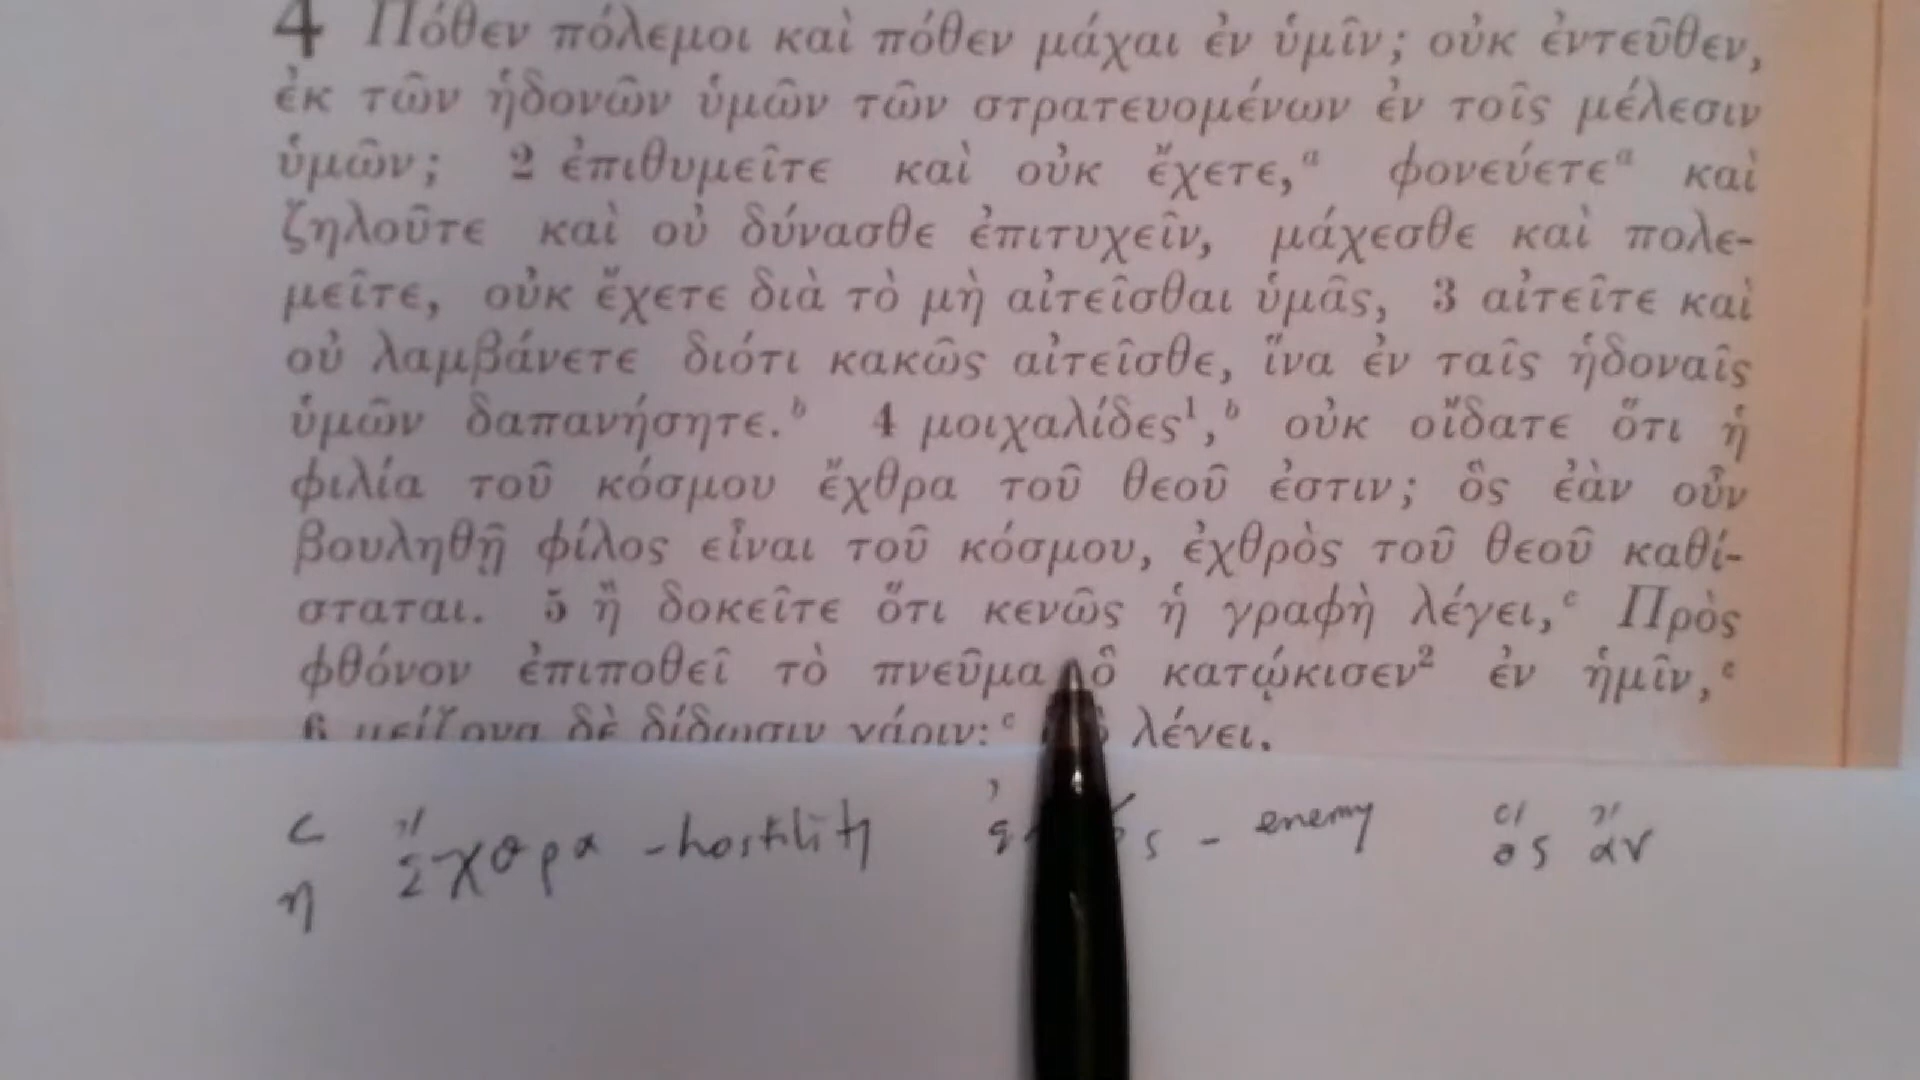 4 Πόθεν πόλεμοι καὶ πόθεν μάχαι ἐν ὑμῖν; οὐκ ἐντεῦθεν,
ἐκ τῶν ἡδονῶν ὑμῶν τῶν στρατευομένων ἐν τοῖς μέλεσιν
ὑμῶν; 2 ἐπιθυμεῖτε καὶ οὐκ ἔχετε,ᵃ φονεύετεᵃ καὶ
ζηλοῦτε καὶ οὐ δύνασθε ἐπιτυχεῖν, μάχεσθε καὶ πολε-
μεῖτε, οὐκ ἔχετε διὰ τὸ μὴ αἰτεῖσθαι ὑμᾶς, 3 αἰτεῖτε καὶ
οὐ λαμβάνετε διότι κακῶς αἰτεῖσθε, ἵνα ἐν ταῖς ἡδοναῖς
ὑμῶν δαπανήσητε.ᵇ 4 μοιχαλίδες¹,ᵇ οὐκ οἴδατε ὅτι ἡ
φιλία τοῦ κόσμου ἔχθρα τοῦ θεοῦ ἐστιν; ὃς ἐὰν οὖν
βουληθῇ φίλος εἶναι τοῦ κόσμου, ἐχθρὸς τοῦ θεοῦ καθί-
σταται. 5 ἢ δοκεῖτε ὅτι κενῶς ἡ γραφὴ λέγει,ᶜ Πρὸς
φθόνον ἐπιποθεῖ τὸ πνεῦμα ὃ κατῴκισεν² ἐν ἡμῖν,ᶜ
6 μείζονα δὲ δίδωσιν χάριν;ᶜ λέγει.
ἔχθρα - hostility - enemy ὅς ἄν
ἡ